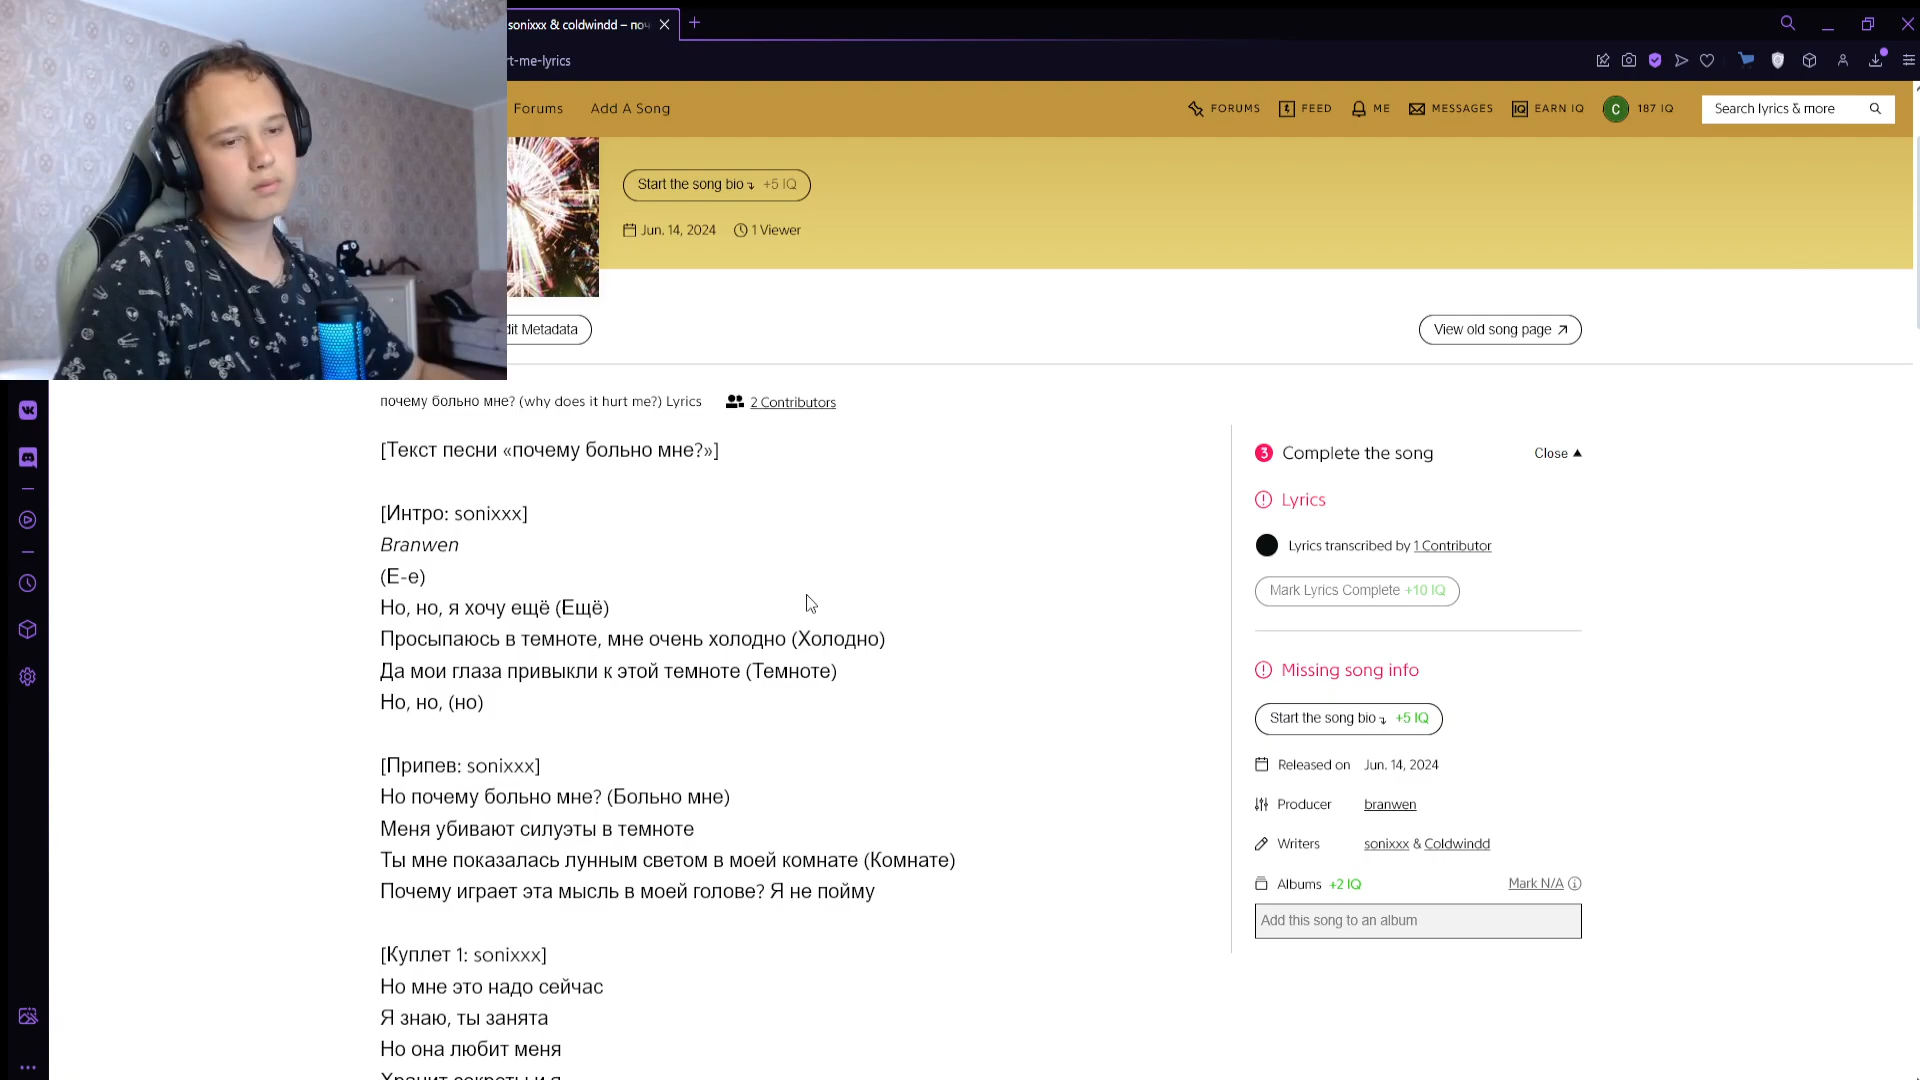 sonixxx & coldwindd – поч
rt-me-lyrics
Forums
Add A Song
FORUMS
FEED
ME
MESSAGES
EARN IQ
C
187 IQ
Search lyrics & more
Start the song bio +5 IQ
Jun. 14, 2024
1 Viewer
dit Metadata
View old song page
почему больно мне? (why does it hurt me?) Lyrics
2 Contributors
[Текст песни «почему больно мне?»]
[Интро: sonixxx]
Branwen
(Е-е)
Но, но, я хочу ещё (Ещё)
Просыпаюсь в темноте, мне очень холодно (Холодно)
Да мои глаза привыкли к этой темноте (Темноте)
Но, но, (но)
[Припев: sonixxx]
Но почему больно мне? (Больно мне)
Меня убивают силуэты в темноте
Ты мне показалась лунным светом в моей комнате (Комнате)
Почему играет эта мысль в моей голове? Я не пойму
[Куплет 1: sonixxx]
Но мне это надо сейчас
Я знаю, ты занята
Но она любит меня
Хранит секреты и я
3 Complete the song
Close
Lyrics
Lyrics transcribed by 1 Contributor
Mark Lyrics Complete +10 IQ
Missing song info
Start the song bio +5 IQ
Released on Jun. 14, 2024
Producer branwen
Writers sonixxx & Coldwindd
Albums +2 IQ
Mark N/A
Add this song to an album